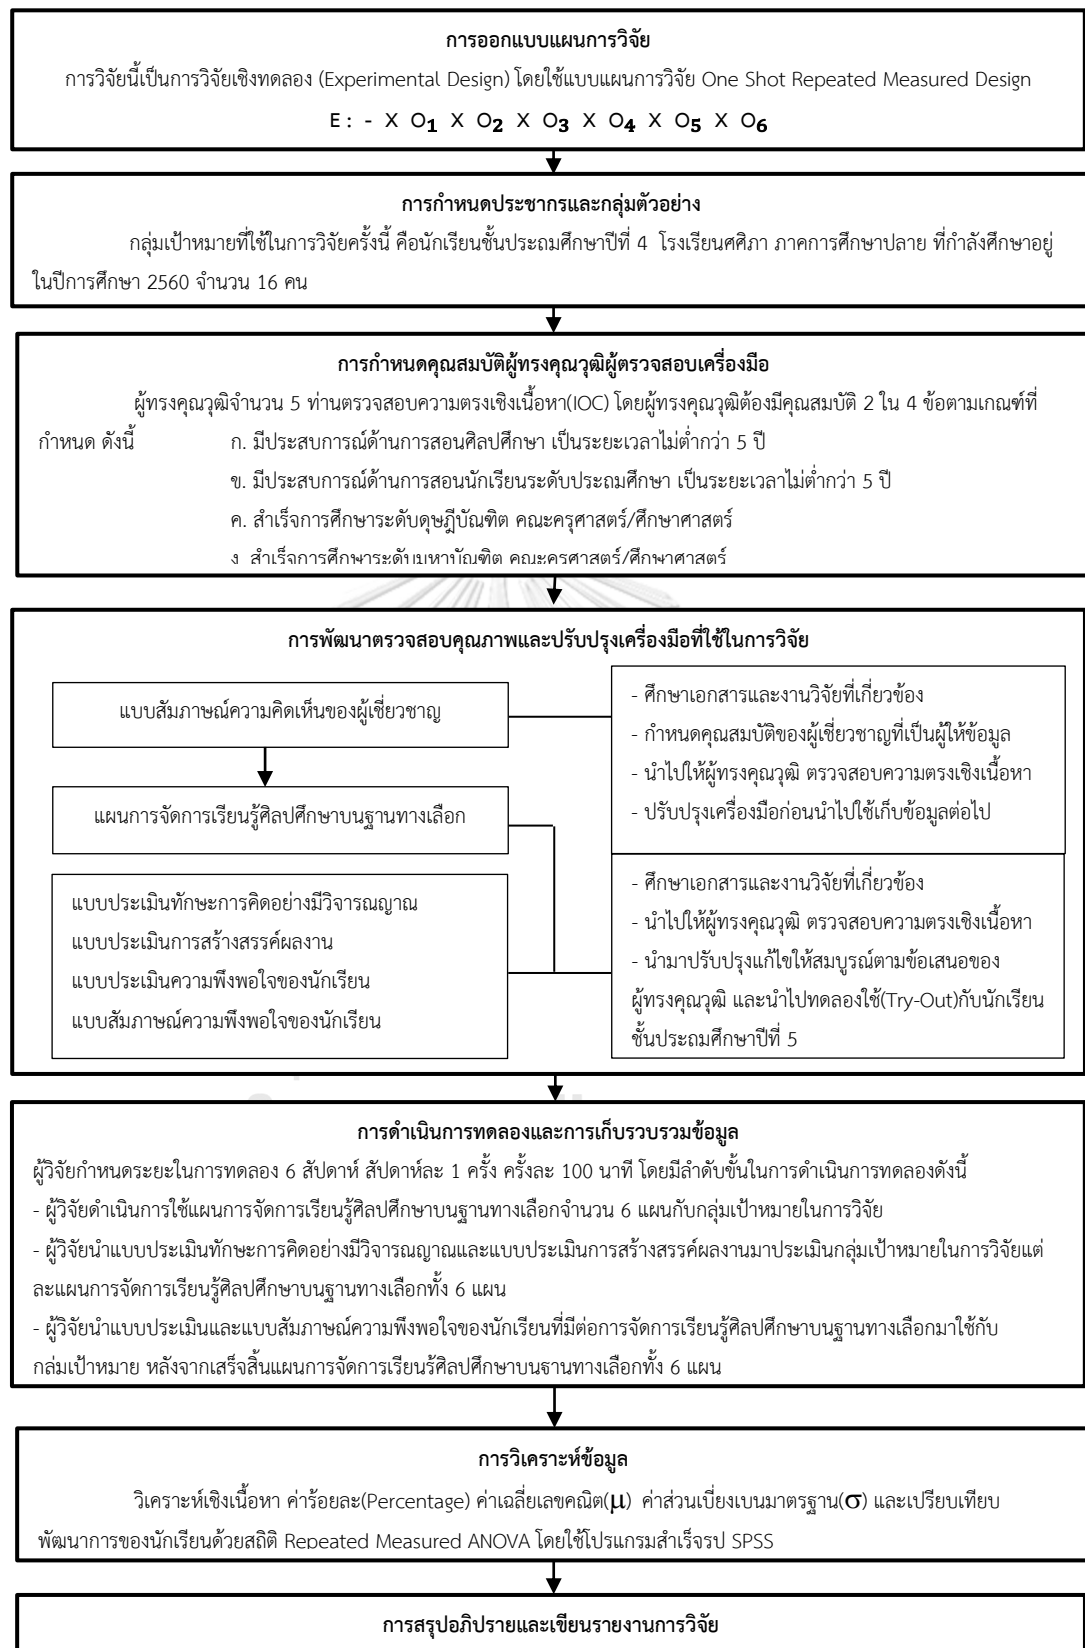 การออกแบบแผนการวิจัย
การวิจัยนี้เป็นการวิจัยเชิงทดลอง (Experimental Design) โดยใช้แบบแผนการวิจัย One Shot Repeated Measured Design
E : - X O1 X O2 X O3 X O4 X O5 X O6
การกำหนดประชากรและกลุ่มตัวอย่าง
กลุ่มเป้าหมายที่ใช้ในการวิจัยครั้งนี้ คือนักเรียนชั้นประถมศึกษาปีที่ 4 โรงเรียนศศิภา ภาคการศึกษาปลาย ที่กำลังศึกษาอยู่
ในปีการศึกษา 2560 จำนวน 16 คน
การกำหนดคุณสมบัติผู้ทรงคุณวุฒิผู้ตรวจสอบเครื่องมือ
ผู้ทรงคุณวุฒิจำนวน 5 ท่านตรวจสอบความตรงเชิงเนื้อหา(IOC) โดยผู้ทรงคุณวุฒิต้องมีคุณสมบัติ 2 ใน 4 ข้อตามเกณฑ์ที่
กำหนด ดังนี้ ก. มีประสบการณ์ด้านการสอนศิลปศึกษา เป็นระยะเวลาไม่ต่ำกว่า 5 ปี
ข. มีประสบการณ์ด้านการสอนนักเรียนระดับประถมศึกษา เป็นระยะเวลาไม่ต่ำกว่า 5 ปี
ค. สำเร็จการศึกษาระดับดุษฎีบัณฑิต คณะครุศาสตร์/ศึกษาศาสตร์
ง. สำเร็จการศึกษาระดับมหาบัณฑิต คณะครุศาสตร์/ศึกษาศาสตร์
การพัฒนาตรวจสอบคุณภาพและปรับปรุงเครื่องมือที่ใช้ในการวิจัย
แบบสัมภาษณ์ความคิดเห็นของผู้เชี่ยวชาญ
- ศึกษาเอกสารและงานวิจัยที่เกี่ยวข้อง
- กำหนดคุณสมบัติของผู้เชี่ยวชาญที่เป็นผู้ให้ข้อมูล
- นำไปให้ผู้ทรงคุณวุฒิ ตรวจสอบความตรงเชิงเนื้อหา
- ปรับปรุงเครื่องมือก่อนนำไปใช้เก็บข้อมูลต่อไป
แผนการจัดการเรียนรู้ศิลปศึกษาบนฐานทางเลือก
แบบประเมินทักษะการคิดอย่างมีวิจารณญาณ
แบบประเมินการสร้างสรรค์ผลงาน
แบบประเมินความพึงพอใจของนักเรียน
แบบสัมภาษณ์ความพึงพอใจของนักเรียน
- ศึกษาเอกสารและงานวิจัยที่เกี่ยวข้อง
- นำไปให้ผู้ทรงคุณวุฒิ ตรวจสอบความตรงเชิงเนื้อหา
- นำมาปรับปรุงแก้ไขให้สมบูรณ์ตามข้อเสนอของ
ผู้ทรงคุณวุฒิ และนำไปทดลองใช้(Try-Out)กับนักเรียน
ชั้นประถมศึกษาปีที่ 5
การดำเนินการทดลองและการเก็บรวบรวมข้อมูล
ผู้วิจัยกำหนดระยะในการทดลอง 6 สัปดาห์ สัปดาห์ละ 1 ครั้ง ครั้งละ 100 นาที โดยมีลำดับขั้นในการดำเนินการทดลองดังนี้
- ผู้วิจัยดำเนินการใช้แผนการจัดการเรียนรู้ศิลปศึกษาบนฐานทางเลือกจำนวน 6 แผนกับกลุ่มเป้าหมายในการวิจัย
- ผู้วิจัยนำแบบประเมินทักษะการคิดอย่างมีวิจารณญาณและแบบประเมินการสร้างสรรค์ผลงานมาประเมินกลุ่มเป้าหมายในการวิจัยแต่
ละแผนการจัดการเรียนรู้ศิลปศึกษาบนฐานทางเลือกทั้ง 6 แผน
- ผู้วิจัยนำแบบประเมินและแบบสัมภาษณ์ความพึงพอใจของนักเรียนที่มีต่อการจัดการเรียนรู้ศิลปศึกษาบนฐานทางเลือกมาใช้กับ
กลุ่มเป้าหมาย หลังจากเสร็จสิ้นแผนการจัดการเรียนรู้ศิลปศึกษาบนฐานทางเลือกทั้ง 6 แผน
การวิเคราะห์ข้อมูล
วิเคราะห์เชิงเนื้อหา ค่าร้อยละ(Percentage) ค่าเฉลี่ยเลขคณิต(μ) ค่าส่วนเบี่ยงเบนมาตรฐาน(σ) และเปรียบเทียบ
พัฒนาการของนักเรียนด้วยสถิติ Repeated Measured ANOVA โดยใช้โปรแกรมสำเร็จรูป SPSS
การสรุปอภิปรายและเขียนรายงานการวิจัย